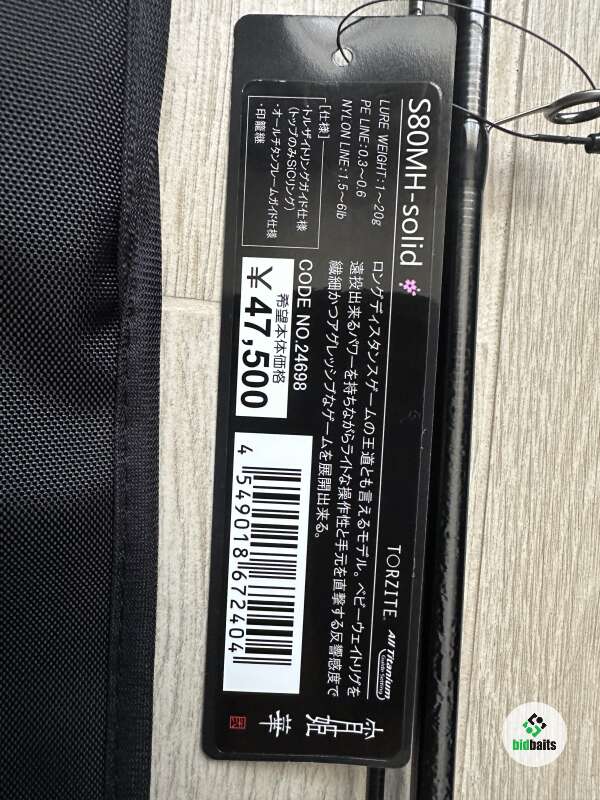 S80MH-solid
LURE WEIGHT:1～20g
PE LINE:0.3～0.6
NYLON LINE:1.5～6lb
[仕様]
・トルザイトリングガイド仕様
(トップのみSiCリング)
・オールチタンフレームガイド仕様
・印籠継
TORZITE
All Titanium
Guide Setting
ロングディスタンスゲームの王道とも言えるモデル。ベビーウェイトリグを
遠投出来るパワーを持ちながらライトな操作性と手元を直撃する反響感度で
繊細かつアグレッシブなゲームを展開出来る。
CODE NO.24698
希望本体価格
￥47,500
4 549018 672404
月姫
華
bidbaits